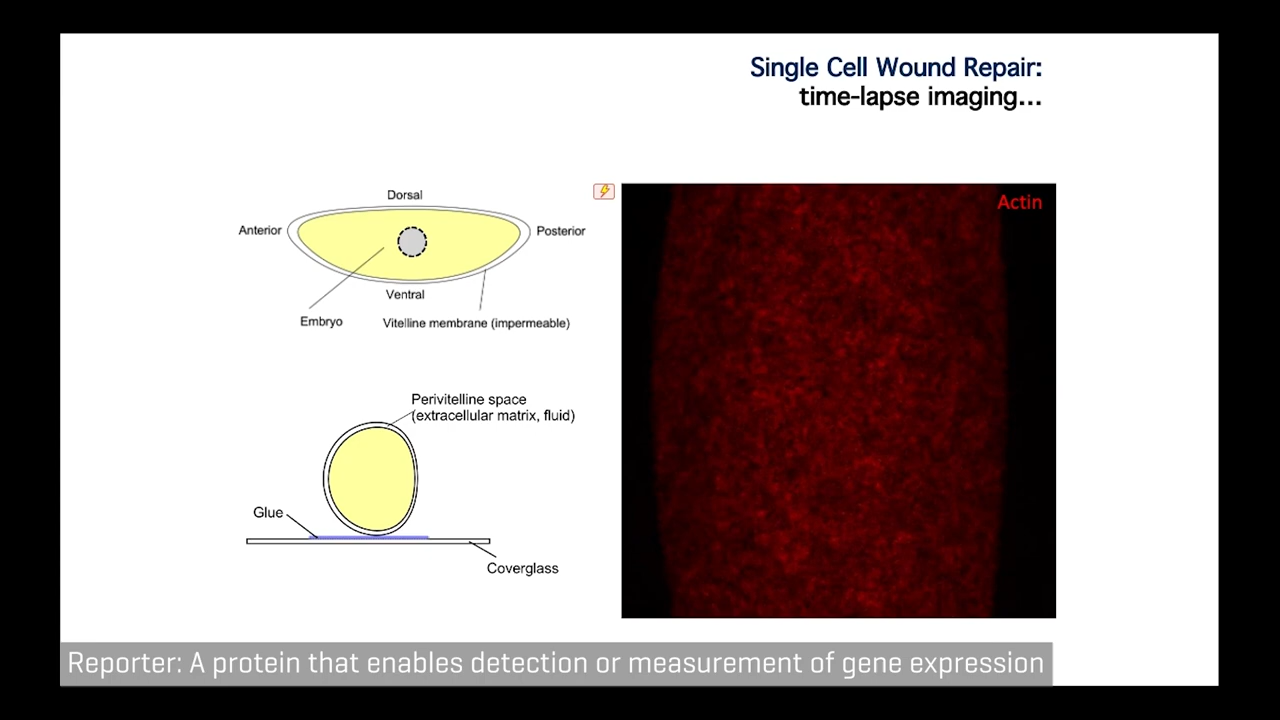 Single Cell Wound Repair:
time-lapse imaging...
Dorsal
Anterior
Posterior
Ventral
Embryo
Vitelline membrane (impermeable)
Actin
Perivitelline space
(extracellular matrix, fluid)
Glue
Coverglass
Reporter: A protein that enables detection or measurement of gene expression